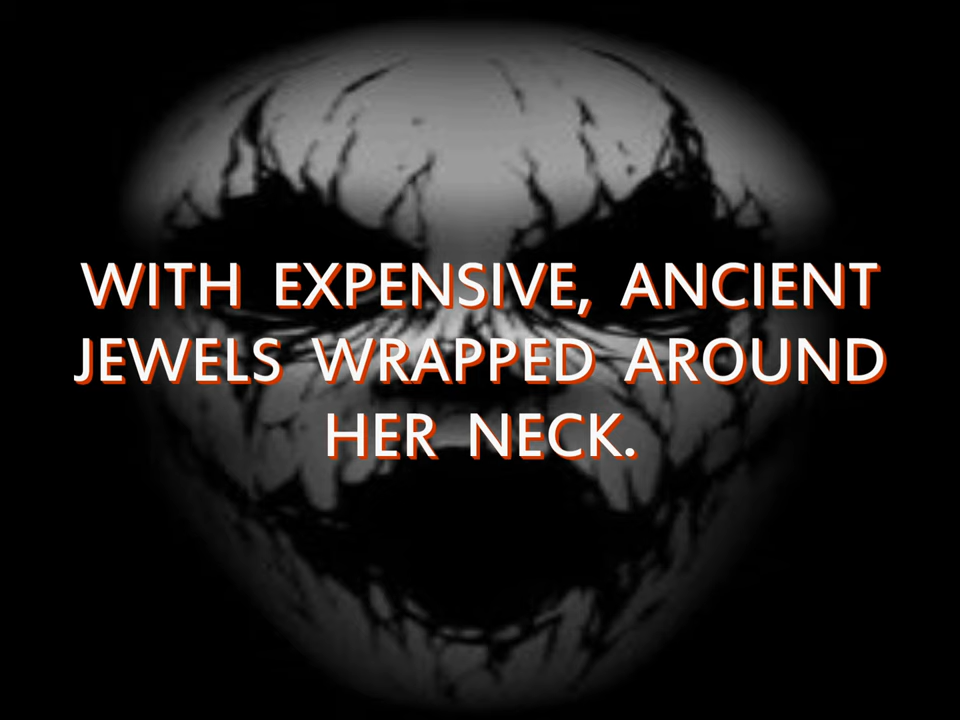 WITH EXPENSIVE, ANCIENT
JEWELS WRAPPED AROUND
HER NECK.